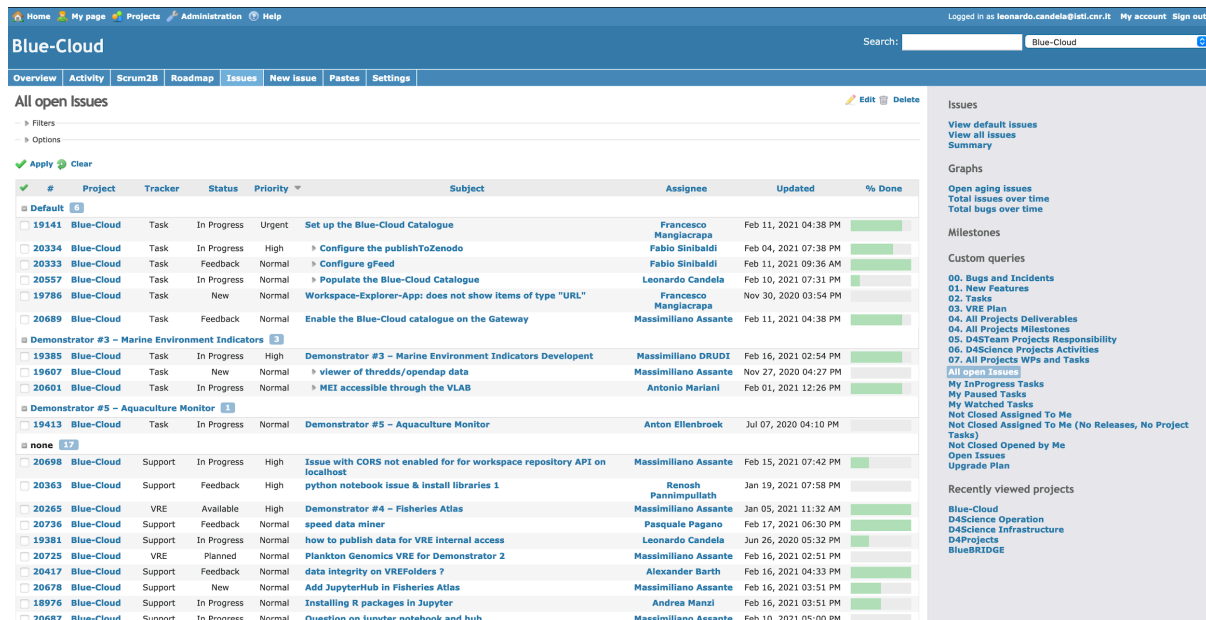 Home My page Projects Administration Help Logged in as leonardo.candela@isti.cnr.it My account Sign out
Blue-Cloud Search: Blue-Cloud
Overview Activity Scrum2B Roadmap Issues New issue Pastes Settings
All open Issues Edit Delete
Filters
Options
Apply Clear
# Project Tracker Status Priority Subject Assignee Updated % Done
Default 6
19141 Blue-Cloud Task In Progress Urgent Set up the Blue-Cloud Catalogue Francesco Mangiacrapa Feb 11, 2021 04:38 PM
20334 Blue-Cloud Task In Progress High Configure the publishToZenodo Fabio Sinibaldi Feb 04, 2021 07:38 PM
20333 Blue-Cloud Task Feedback Normal Configure gFeed Fabio Sinibaldi Feb 11, 2021 09:36 AM
20557 Blue-Cloud Task In Progress Normal Populate the Blue-Cloud Catalogue Leonardo Candela Feb 10, 2021 07:31 PM
19786 Blue-Cloud Task New Normal Workspace-Explorer-App: does not show items of type "URL" Francesco Mangiacrapa Nov 30, 2020 03:54 PM
20689 Blue-Cloud Task Feedback Normal Enable the Blue-Cloud catalogue on the Gateway Massimiliano Assante Feb 11, 2021 04:38 PM
Demonstrator #3 – Marine Environment Indicators 3
19385 Blue-Cloud Task In Progress High Demonstrator #3 – Marine Environment Indicators Developent Massimiliano DRUDI Feb 16, 2021 02:54 PM
19607 Blue-Cloud Task New Normal viewer of thredds/opendap data Massimiliano Assante Nov 27, 2020 04:27 PM
20601 Blue-Cloud Task In Progress Normal MEI accessible through the VLAB Antonio Mariani Feb 01, 2021 12:26 PM
Demonstrator #5 – Aquaculture Monitor 1
19413 Blue-Cloud Task In Progress Normal Demonstrator #5 – Aquaculture Monitor Anton Ellenbroek Jul 07, 2020 04:10 PM
none 17
20698 Blue-Cloud Support In Progress High Issue with CORS not enabled for for workspace repository API on localhost Massimiliano Assante Feb 15, 2021 07:42 PM
20363 Blue-Cloud Support Feedback High python notebook issue & install libraries 1 Renosh Pannimpullath Jan 19, 2021 07:58 PM
20265 Blue-Cloud VRE Available High Demonstrator #4 – Fisheries Atlas Massimiliano Assante Jan 05, 2021 11:32 AM
20736 Blue-Cloud Support Feedback Normal speed data miner Pasquale Pagano Feb 17, 2021 06:30 PM
19381 Blue-Cloud Support In Progress Normal how to publish data for VRE internal access Leonardo Candela Jun 26, 2020 05:32 PM
20725 Blue-Cloud VRE Planned Normal Plankton Genomics VRE for Demonstrator 2 Massimiliano Assante Feb 16, 2021 02:51 PM
20417 Blue-Cloud Support Feedback Normal data integrity on VREFolders ? Alexander Barth Feb 16, 2021 04:33 PM
20678 Blue-Cloud Support New Normal Add JupyterHub in Fisheries Atlas Massimiliano Assante Feb 16, 2021 03:51 PM
18976 Blue-Cloud Support In Progress Normal Installing R packages in Jupyter Andrea Manzi Feb 16, 2021 03:51 PM
20687 Blue-Cloud Support In Progress Normal Question on jupyter notebook and hub Massimiliano Assante Feb 10, 2021 05:00 PM
Issues
View default issues
View all issues
Summary
Graphs
Open aging issues
Total issues over time
Total bugs over time
Milestones
Custom queries
00. Bugs and Incidents
01. New Features
02. Tasks
03. VRE Plan
04. All Projects Deliverables
04. All Projects Milestones
05. D4STeam Projects Responsibility
06. D4Science Projects Activities
07. All Projects WPs and Tasks
All open Issues
My InProgress Tasks
My Paused Tasks
My Watched Tasks
Not Closed Assigned To Me
Not Closed Assigned To Me (No Releases, No Project
Tasks)
Not Closed Opened by Me
Open Issues
Upgrade Plan
Recently viewed projects
Blue-Cloud
D4Science Operation
D4Science Infrastructure
D4Projects
BlueBRIDGE